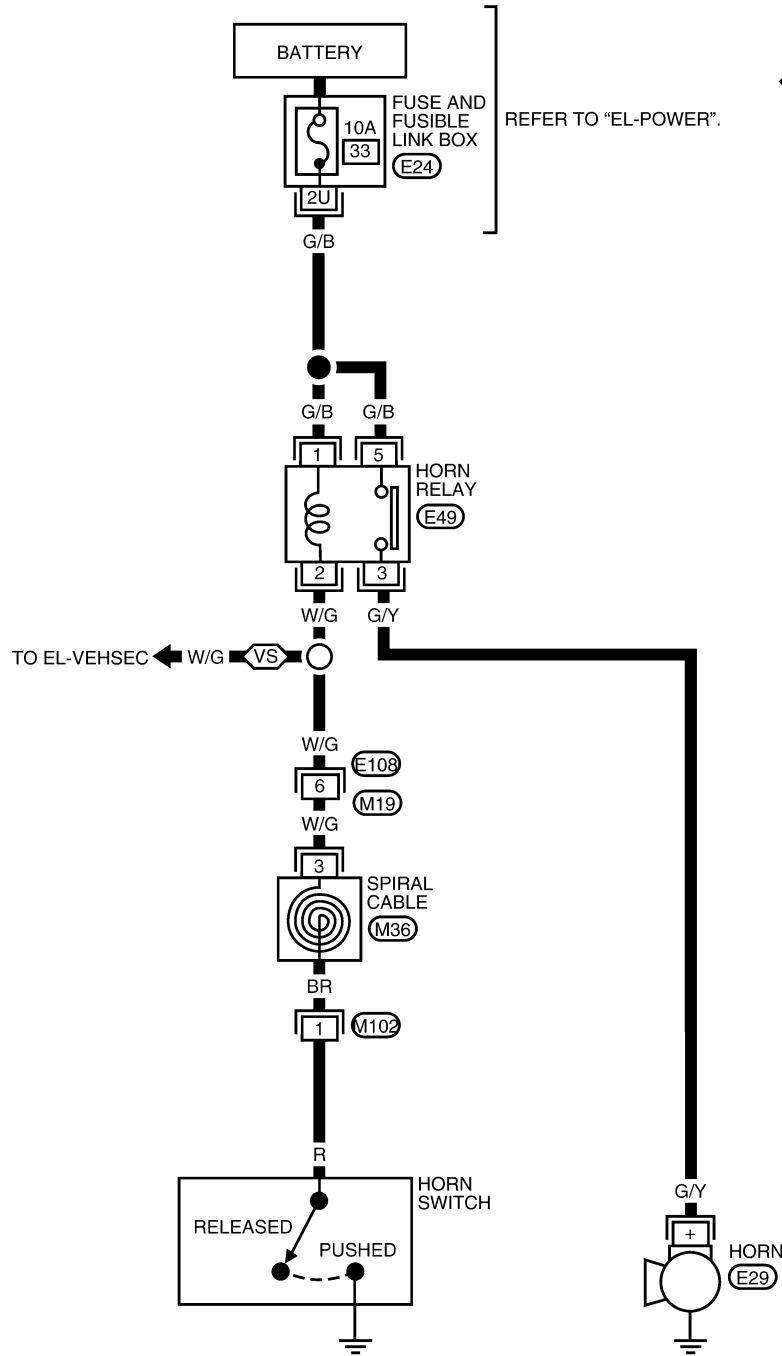 BATTERY
FUSE AND
FUSIBLE
LINK BOX
E24
10A
33
REFER TO “EL-POWER”.
2U
G/B
G/B
G/B
1
5
HORN
RELAY
E49
2
3
W/G
G/Y
TO EL-VEHSEC
W/G
VS
W/G
E108
6
M19
W/G
3
SPIRAL
CABLE
M36
BR
1
M102
R
HORN
SWITCH
RELEASED
PUSHED
G/Y
+
HORN
E29